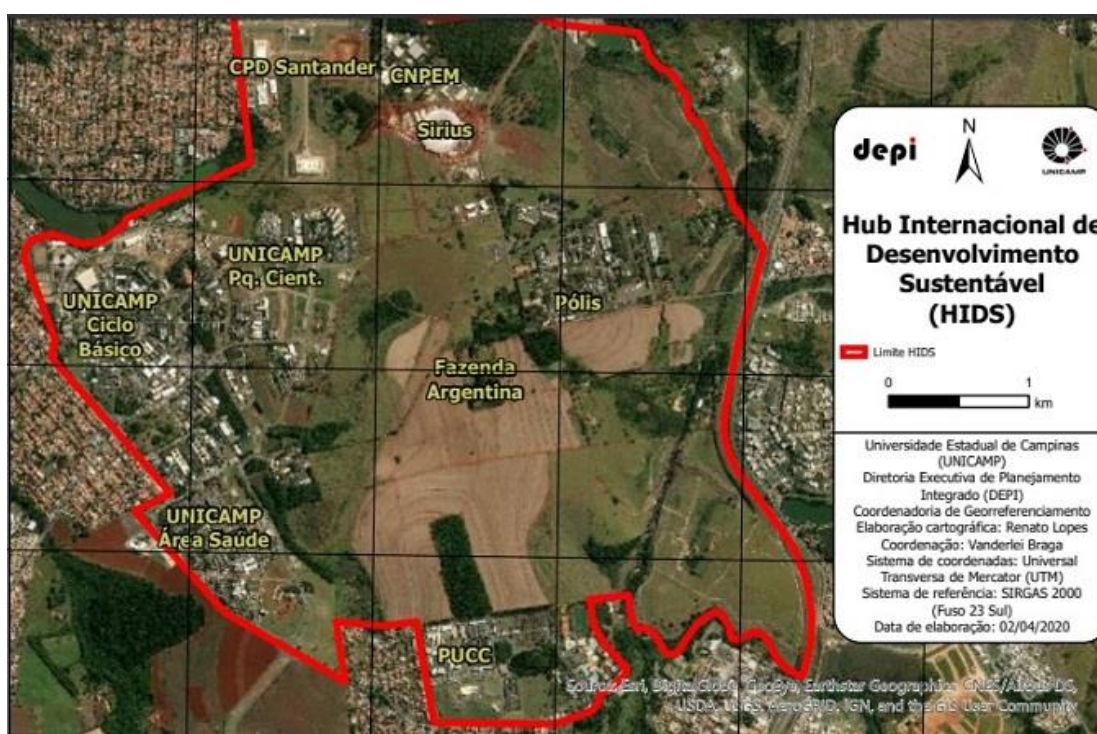 CPD Santander
CNPEM
Sirius
UNICAMP
Pq. Cient.
UNICAMP
Ciclo
Básico
Pólis
Fazenda
Argentina
UNICAMP
Área Saúde
PUCC
depi
N
UNICAMP
Hub Internacional de
Desenvolvimento
Sustentável
(HIDS)
Limite HIDS
0 1
km
Universidade Estadual de Campinas
(UNICAMP)
Diretoria Executiva de Planejamento
Integrado (DEPI)
Coordenadoria de Georreferenciamento
Elaboração cartográfica: Renato Lopes
Coordenação: Vanderlei Braga
Sistema de coordenadas: Universal
Transversa de Mercator (UTM)
Sistema de referência: SIRGAS 2000
(Fuso 23 Sul)
Data de elaboração: 02/04/2020
Source: Esri, DigitalGlobe, GeoEye, Earthstar Geographics, CNES/Airbus DS,
USDA, USGS, AeroGRID, IGN, and the GIS User Community